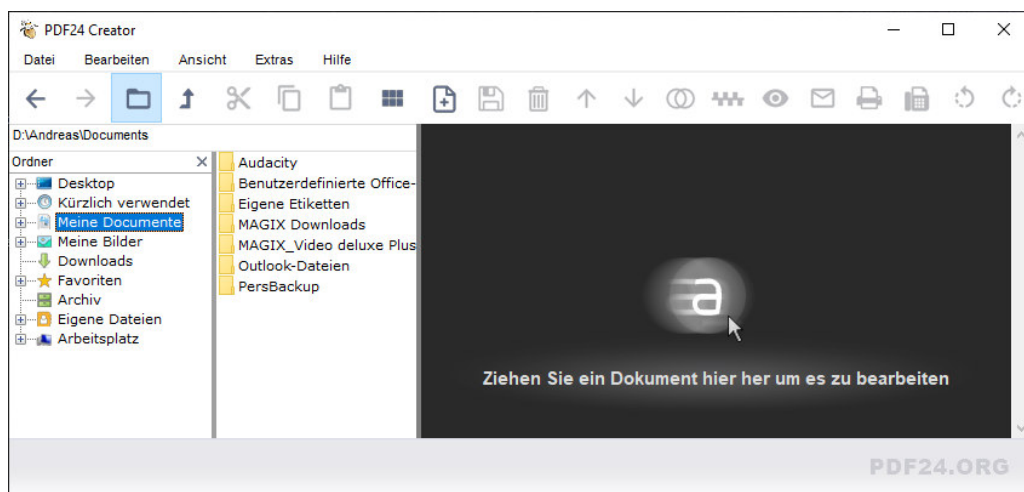 PDF24 Creator
Datei Bearbeiten Ansicht Extras Hilfe
D:\Andreas\Documents
Ordner
Desktop
Kürzlich verwendet
Meine Documente
Meine Bilder
Downloads
Favoriten
Archiv
Eigene Dateien
Arbeitsplatz
Audacity
Benutzerdefinierte Office-
Eigene Etiketten
MAGIX Downloads
MAGIX_Video deluxe Plus
Outlook-Dateien
PersBackup
a
Ziehen Sie ein Dokument hier her um es zu bearbeiten
PDF24.ORG